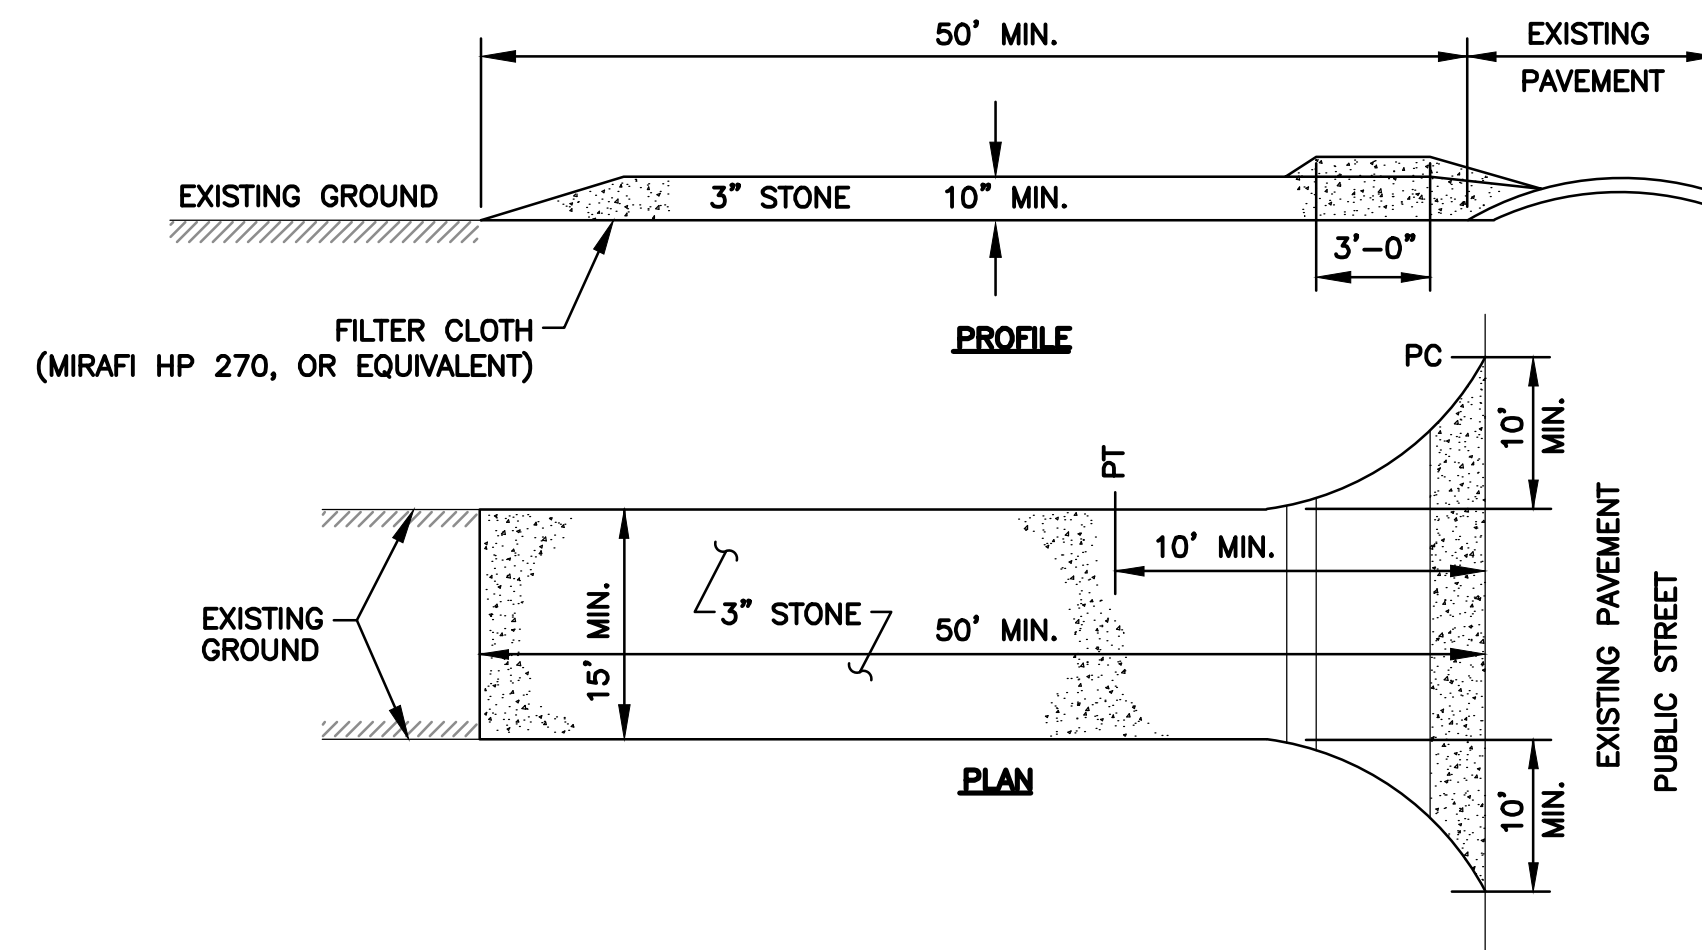 50' MIN.
EXISTING
PAVEMENT
EXISTING GROUND
3" STONE
10" MIN.
3'-0"
FILTER CLOTH
(MIRAFI HP 270, OR EQUIVALENT)
PROFILE
PC
10'
MIN.
PT
10' MIN.
EXISTING
GROUND
15' MIN.
3" STONE
50' MIN.
EXISTING PAVEMENT
PUBLIC STREET
PLAN
10'
MIN.